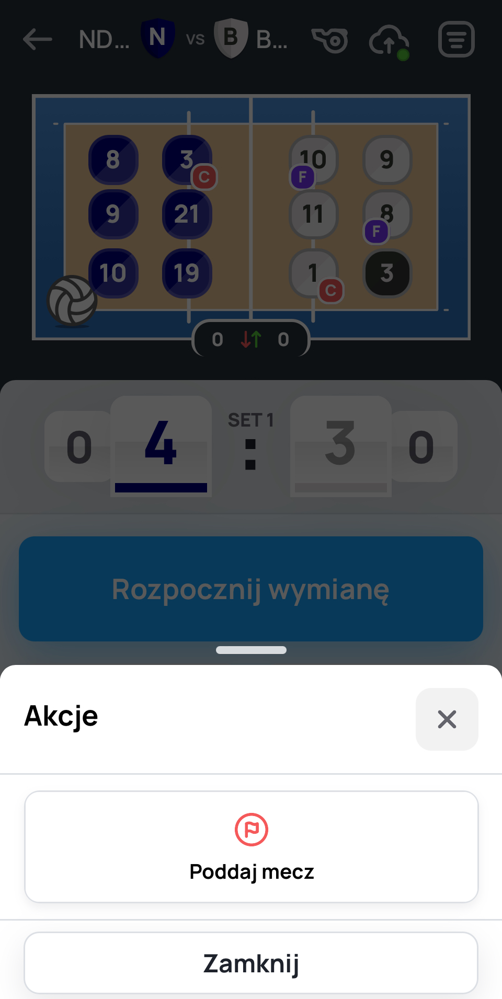 ND... N vs B B...
8 3 C 10 F 9
9 21 11 8 F
10 19 1 C 3
0 0
SET 1
0 4 : 3 0
Rozpocznij wymianę
Akcje
Poddaj mecz
Zamknij